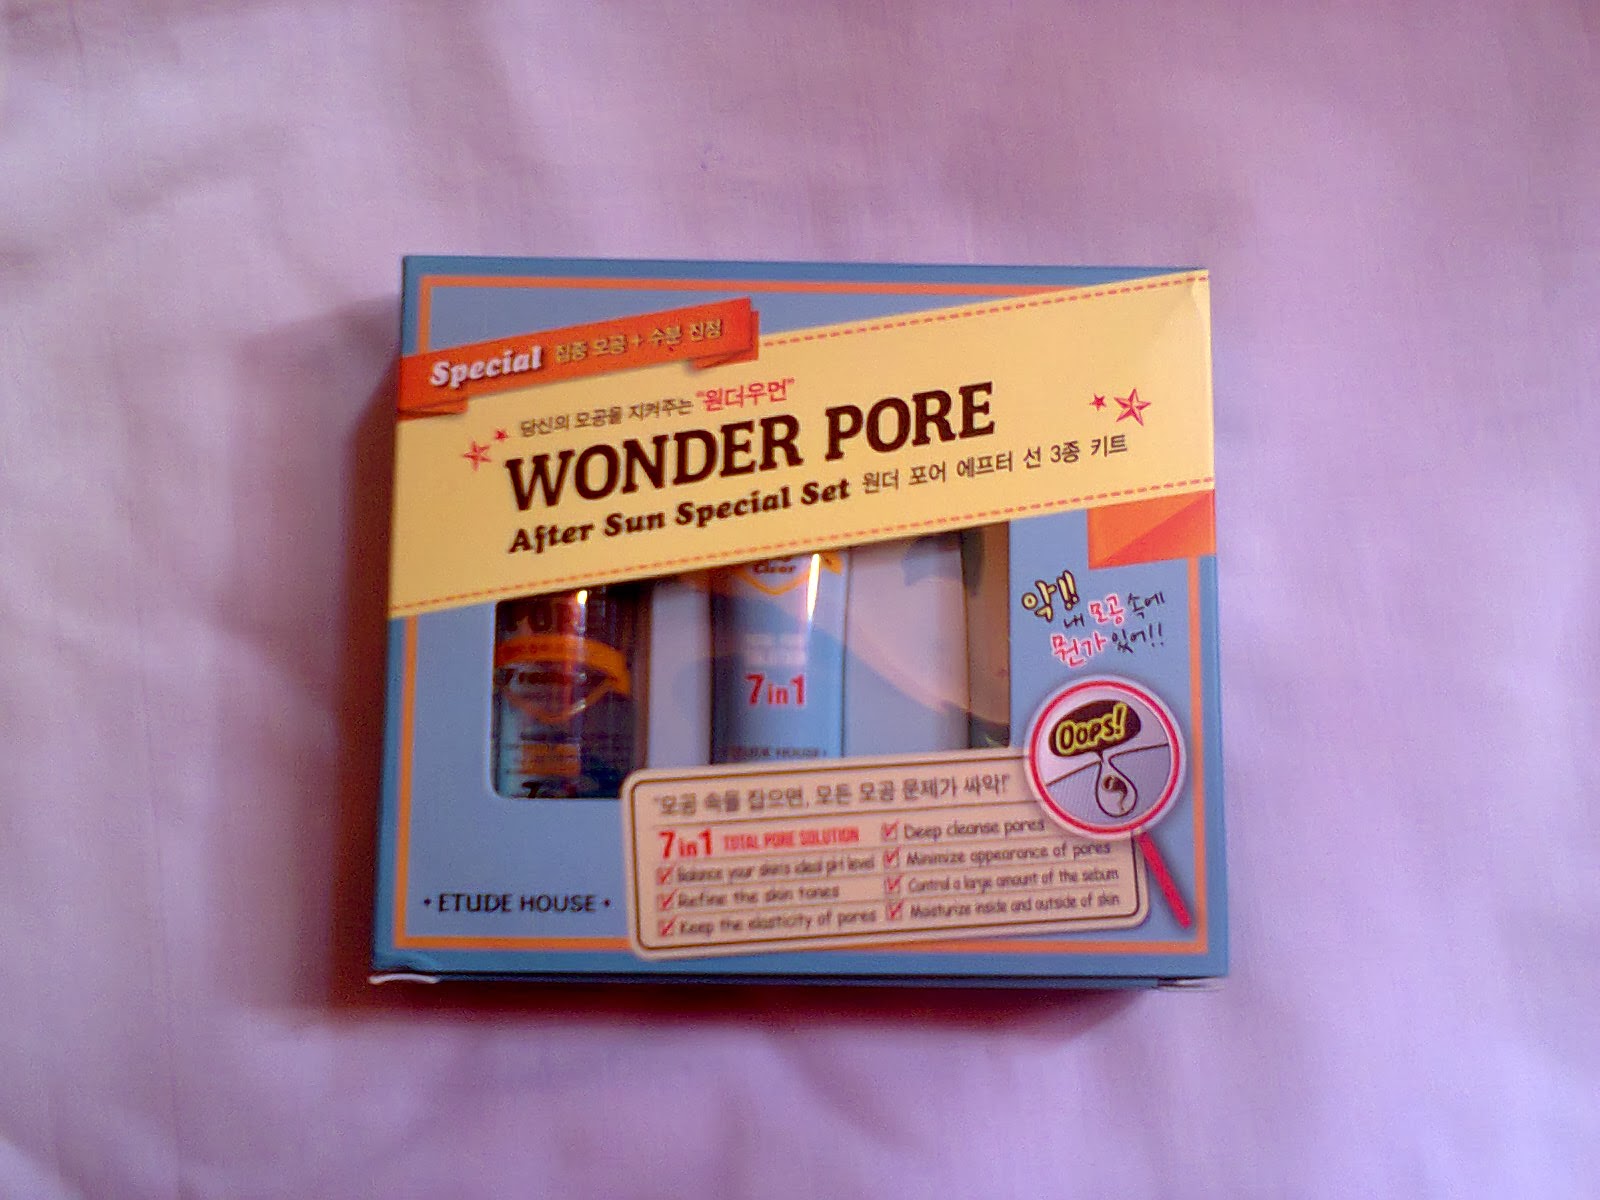 Special 집중 모공 + 수분 진정
당신의 모공을 지켜주는 "원더우먼"
WONDER PORE
After Sun Special Set 원더 포어 에프터 선 3종 키트
Clear
Freshner
7in1
ETUDE HOUSE
악!!
내 모공 속에
뭔가 있어!!
OOPS!
"모공 속을 잡으면, 모든 모공 문제가 싸악!"
7in1 TOTAL PORE SOLUTION
Balance your skin's ideal pH level
Refine the skin tones
Keep the elasticity of pores
Deep cleanse pores
Minimize appearance of pores
Control a large amount of the sebum
Moisturize inside and outside of skin
• ETUDE HOUSE •